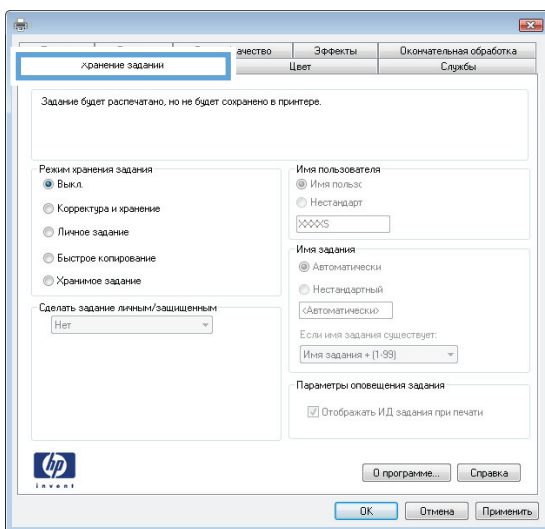 ачество Эффекты Окончательная обработка
Хранение заданий Цвет Службы
Задание будет распечатано, но не будет сохранено в принтере.
Режим хранения задания
Выкл.
Корректура и хранение
Личное задание
Быстрое копирование
Хранимое задание
Сделать задание личным/защищенным
Нет
Имя пользователя
Имя польз
Нестандарт
XXXXS
Имя задания
Автоматически
Нестандартный
<Автоматически>
Если имя задания существует:
Имя задания + (1-99)
Параметры оповещения задания
Отображать ИД задания при печати
hp
invent
О программе... Справка
OK Отмена Применить